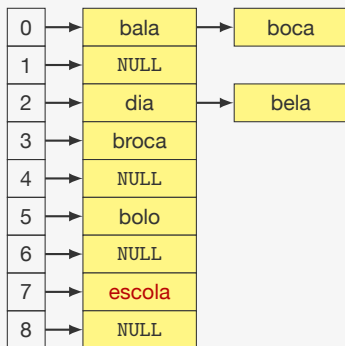 0 bala boca
1 NULL
2 dia bela
3 broca
4 NULL
5 bolo
6 NULL
7 escola
8 NULL